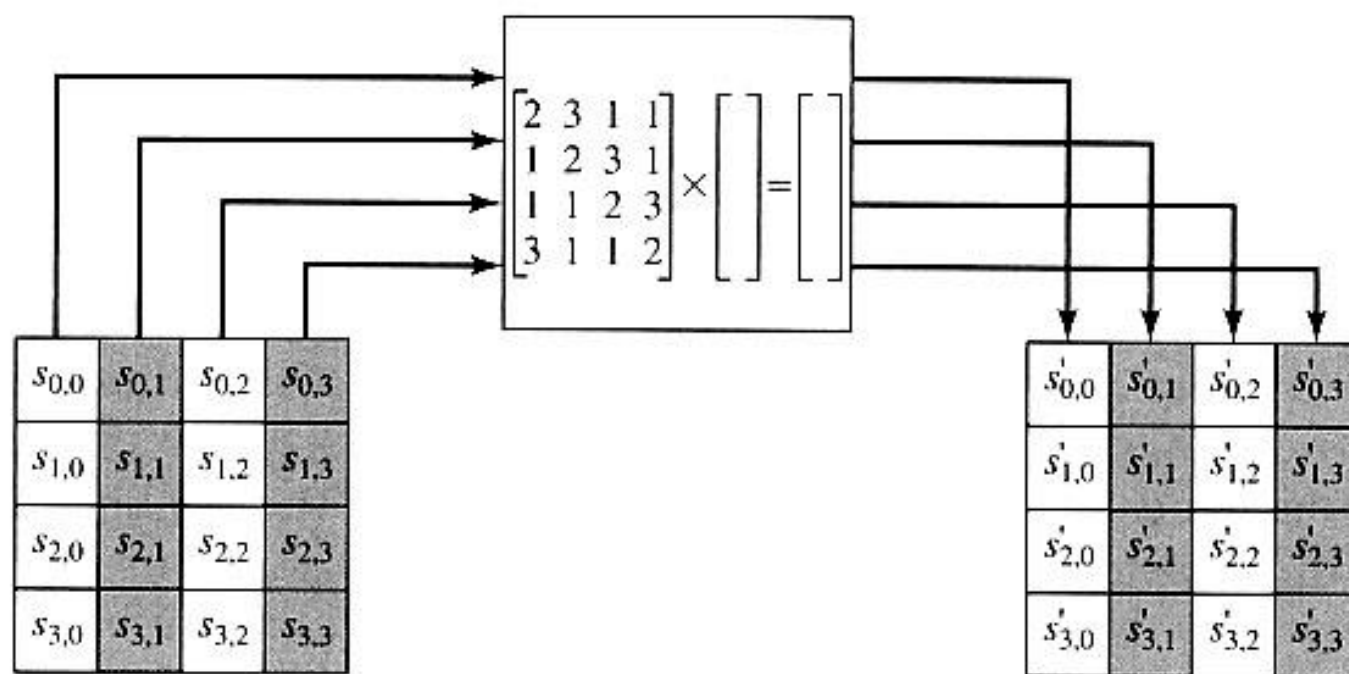 2 3 1 1
1 2 3 1
1 1 2 3
3 1 1 2
× =
s0,0 s0,1 s0,2 s0,3
s1,0 s1,1 s1,2 s1,3
s2,0 s2,1 s2,2 s2,3
s3,0 s3,1 s3,2 s3,3
s'0,0 s'0,1 s'0,2 s'0,3
s'1,0 s'1,1 s'1,2 s'1,3
s'2,0 s'2,1 s'2,2 s'2,3
s'3,0 s'3,1 s'3,2 s'3,3